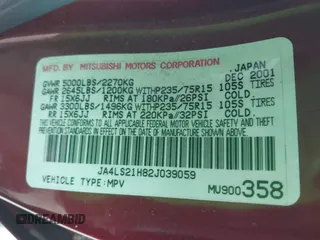 MFD. BY MITSUBISHI MOTORS CORPORATION JAPAN
GVWR 5000LBS/2270KG DEC 2001
GAWR 2645LBS/1200KG WITH P235/75R15 105S TIRES
FR 15X6JJ RIMS AT 180KPa/26PSI COLD
GAWR 3300LBS/1496KG WITH P235/75R15 105S TIRES
RR 15X6JJ RIMS AT 220KPa/32PSI COLD
THIS VEHICLE CONFORMS TO ALL APPLICABLE FEDERAL MOTOR VEHICLE SAFETY AND THEFT PREVENTION STANDARDS IN EFFECT ON THE DATE OF MANUFACTURE SHOWN ABOVE.
JA4LS21H82J039059
VEHICLE TYPE:MPV
MU900358